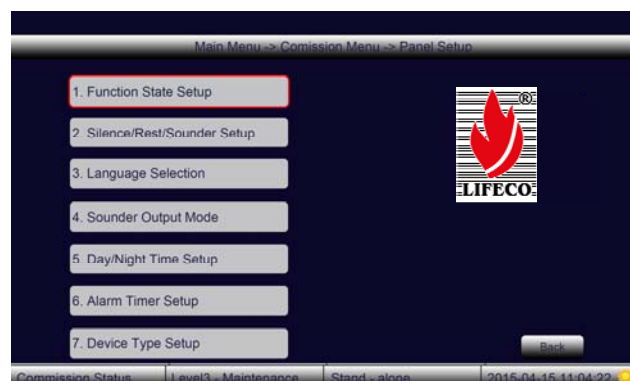 Main Menu -> Comission Menu -> Panel Setup
1. Function State Setup
2. Silence/Rest/Sounder Setup
3. Language Selection
4. Sounder Output Mode
5. Day/Night Time Setup
6. Alarm Timer Setup
7. Device Type Setup
®
LIFECO
Back
Commission Status Level3 - Maintenance Stand - alone 2015-04-15 11:04:22